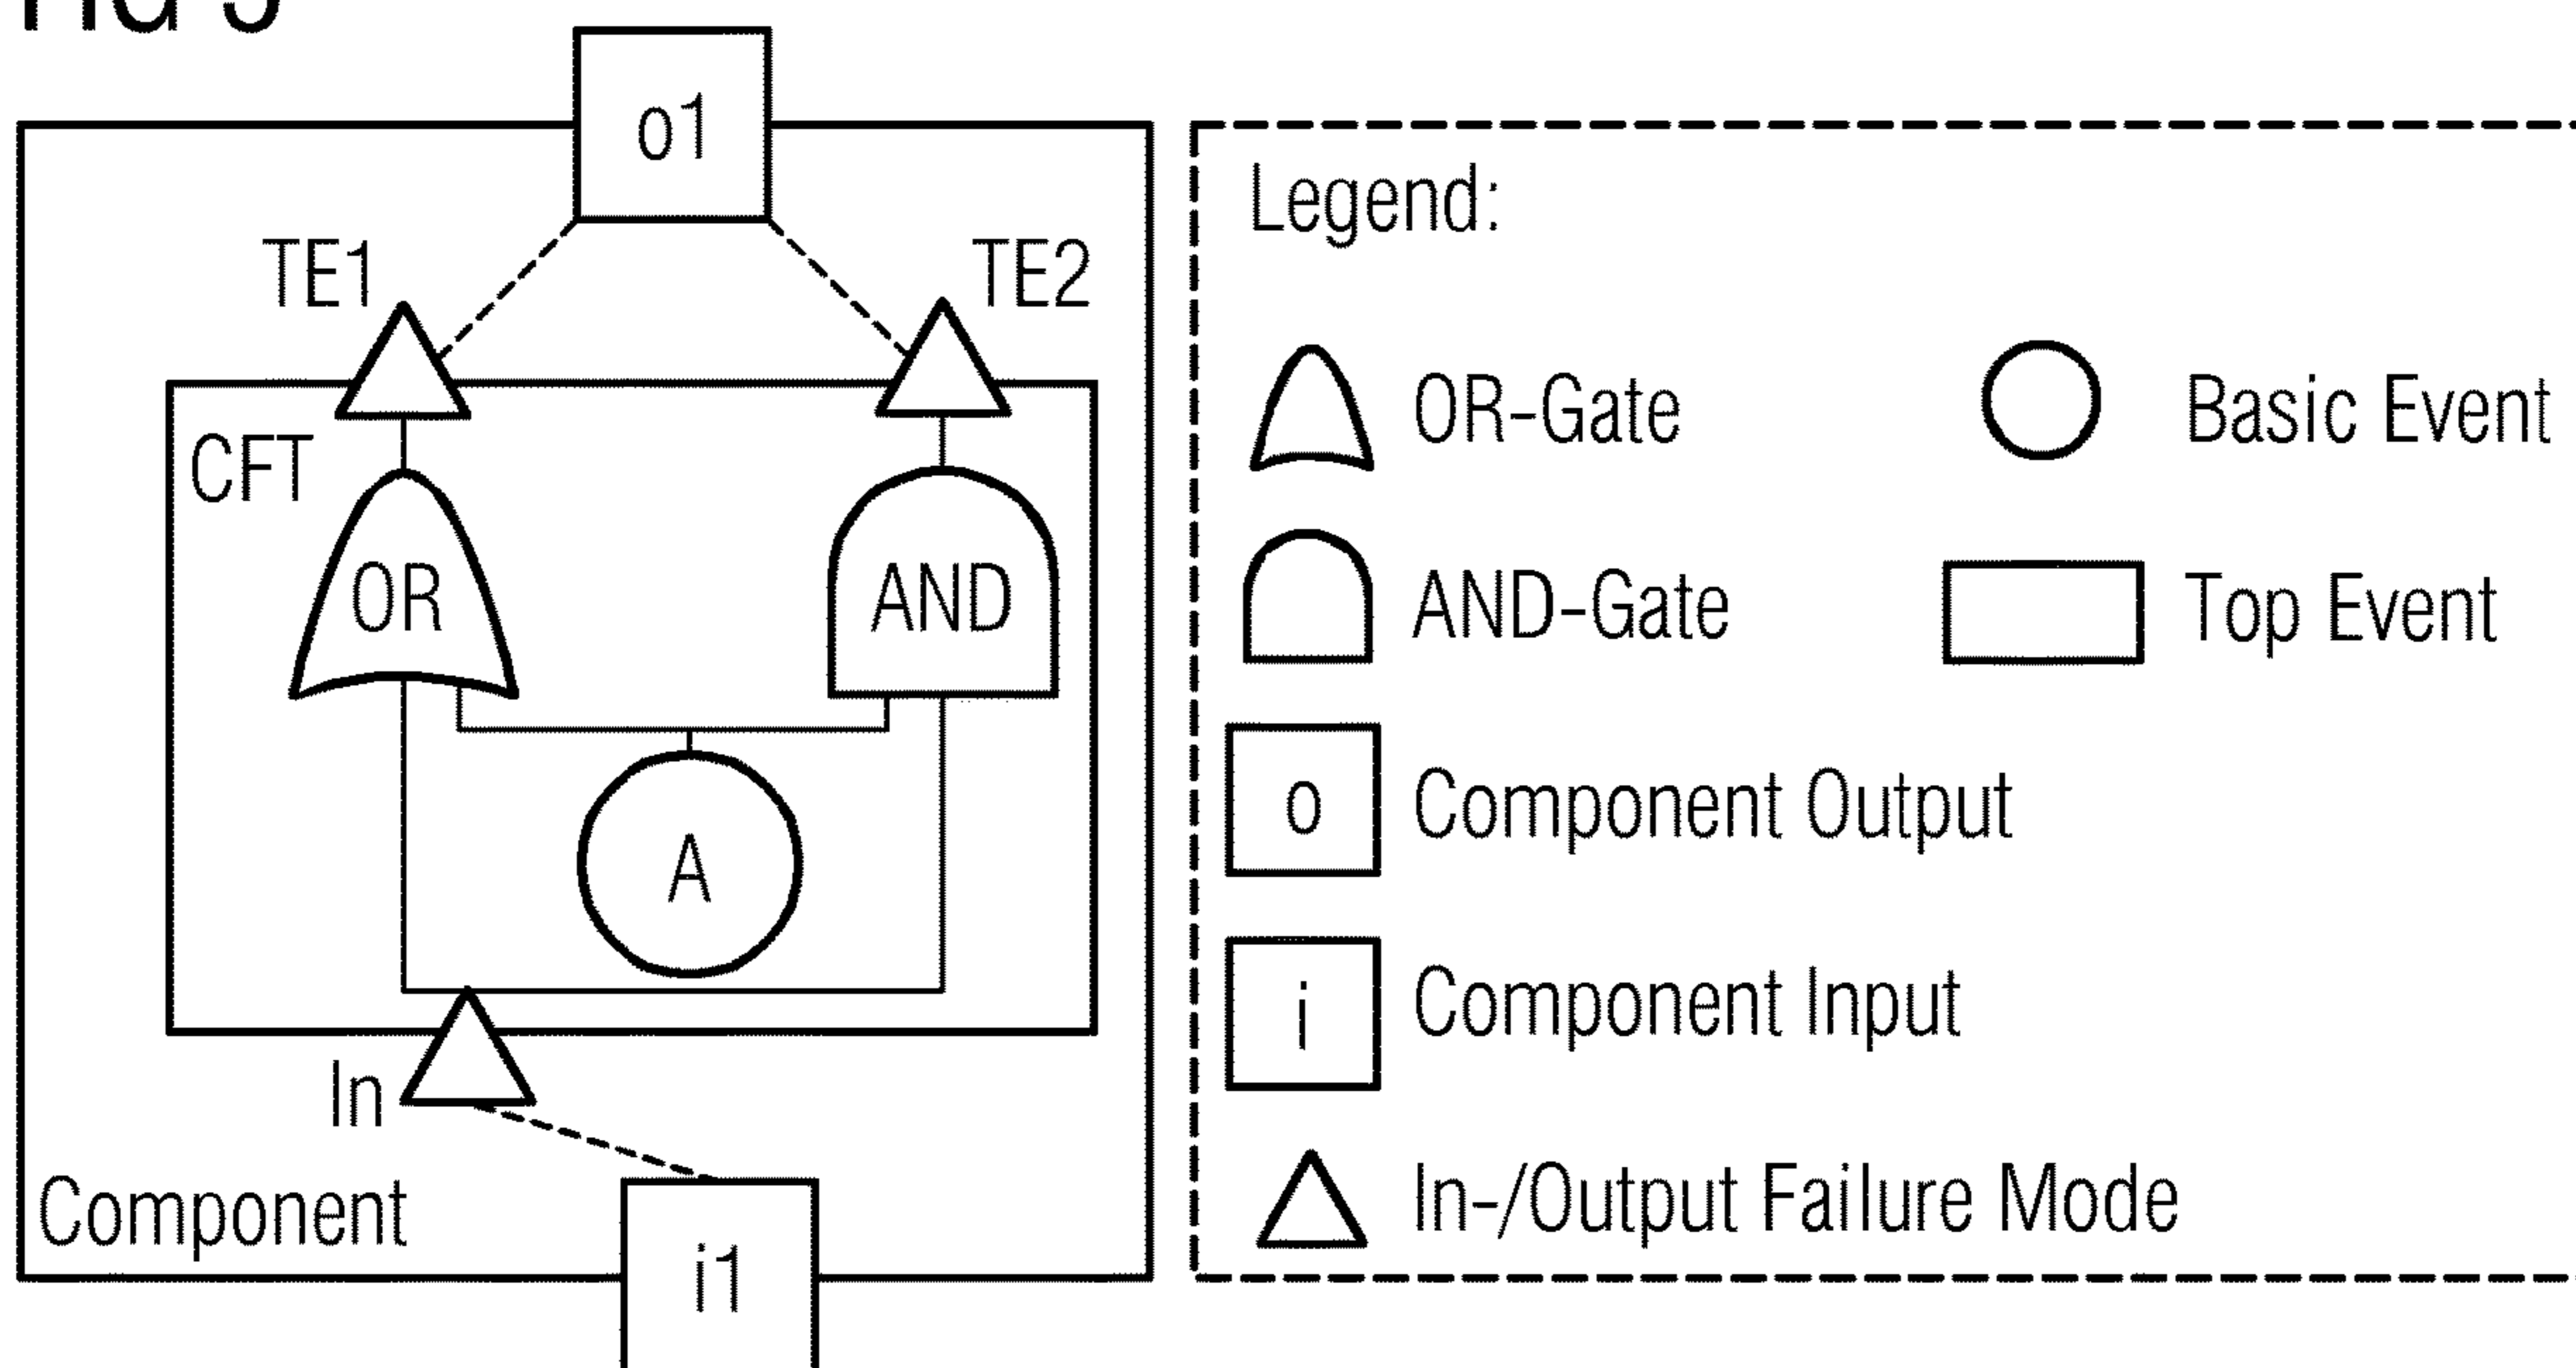 o1
TE1
TE2
CFT
OR
AND
A
In
Component
i1
Legend:
OR-Gate
Basic Event
AND-Gate
Top Event
o
Component Output
i
Component Input
In-/Output Failure Mode